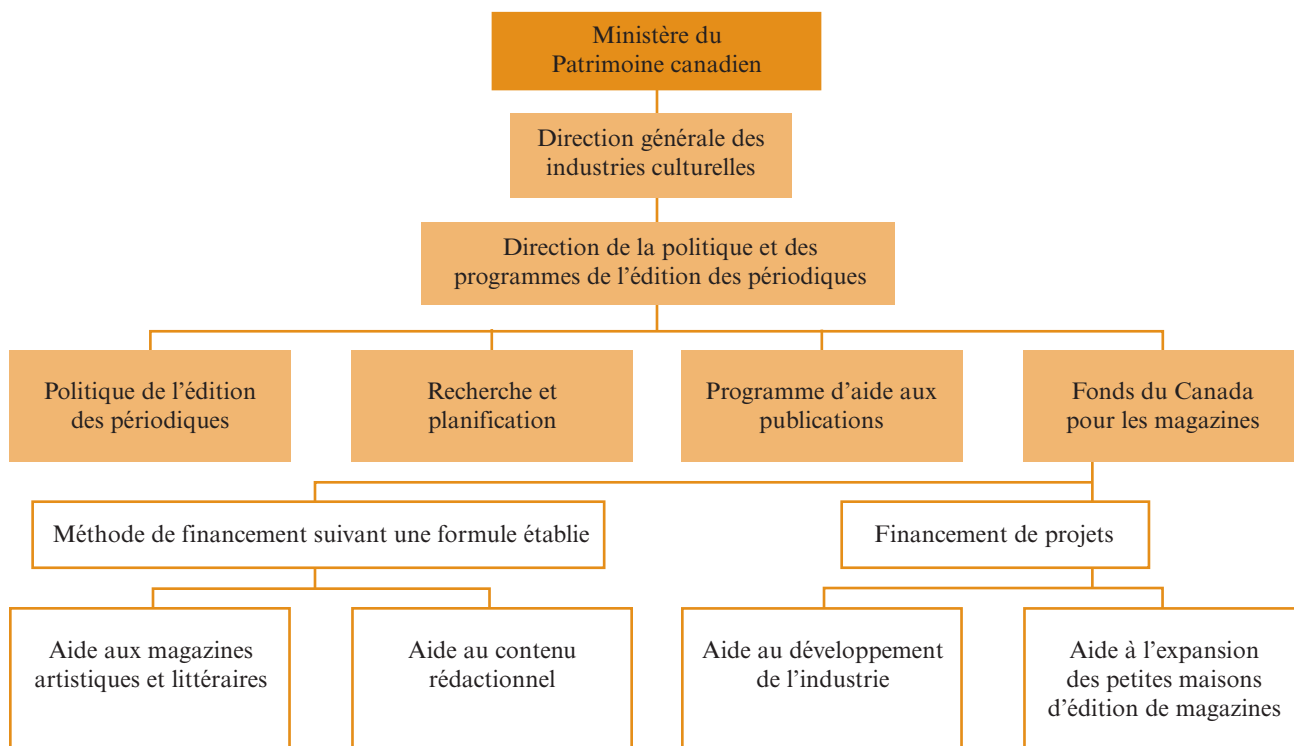 Ministère du
Patrimoine canadien
Direction générale des
industries culturelles
Direction de la politique et des
programmes de l'édition des périodiques
Politique de l'édition
des périodiques
Recherche et
planification
Programme d'aide aux
publications
Fonds du Canada
pour les magazines
Méthode de financement suivant une formule établie
Financement de projets
Aide aux magazines
artistiques et littéraires
Aide au contenu
rédactionnel
Aide au développement
de l'industrie
Aide à l'expansion
des petites maisons
d'édition de magazines